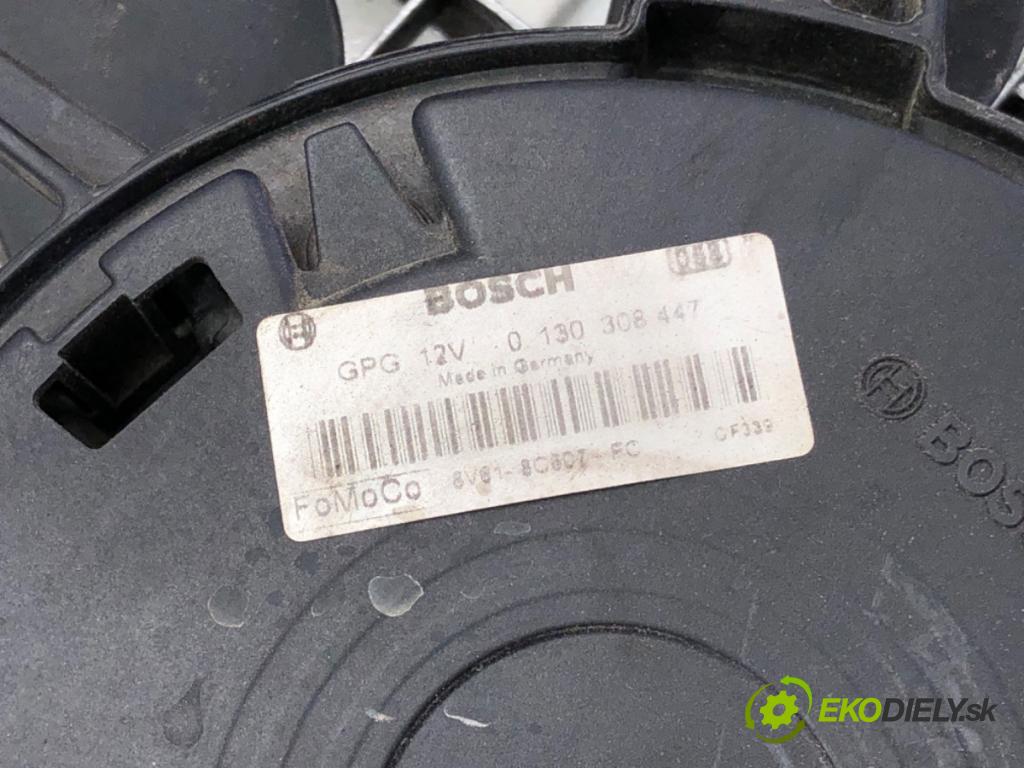 BOSCH
GPG 12V 0 130 308 447
Made in Germany
CF339
FoMoCo 8V61-8C607-FC
BOS
EKODIELY.sk